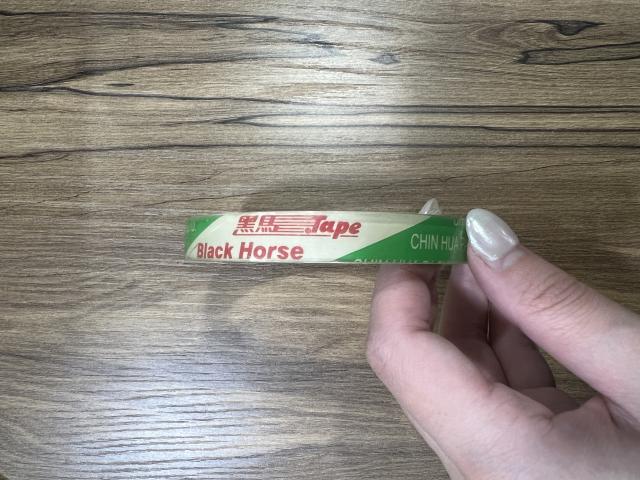 黑馬 Tape
Black Horse
CHIN HUA